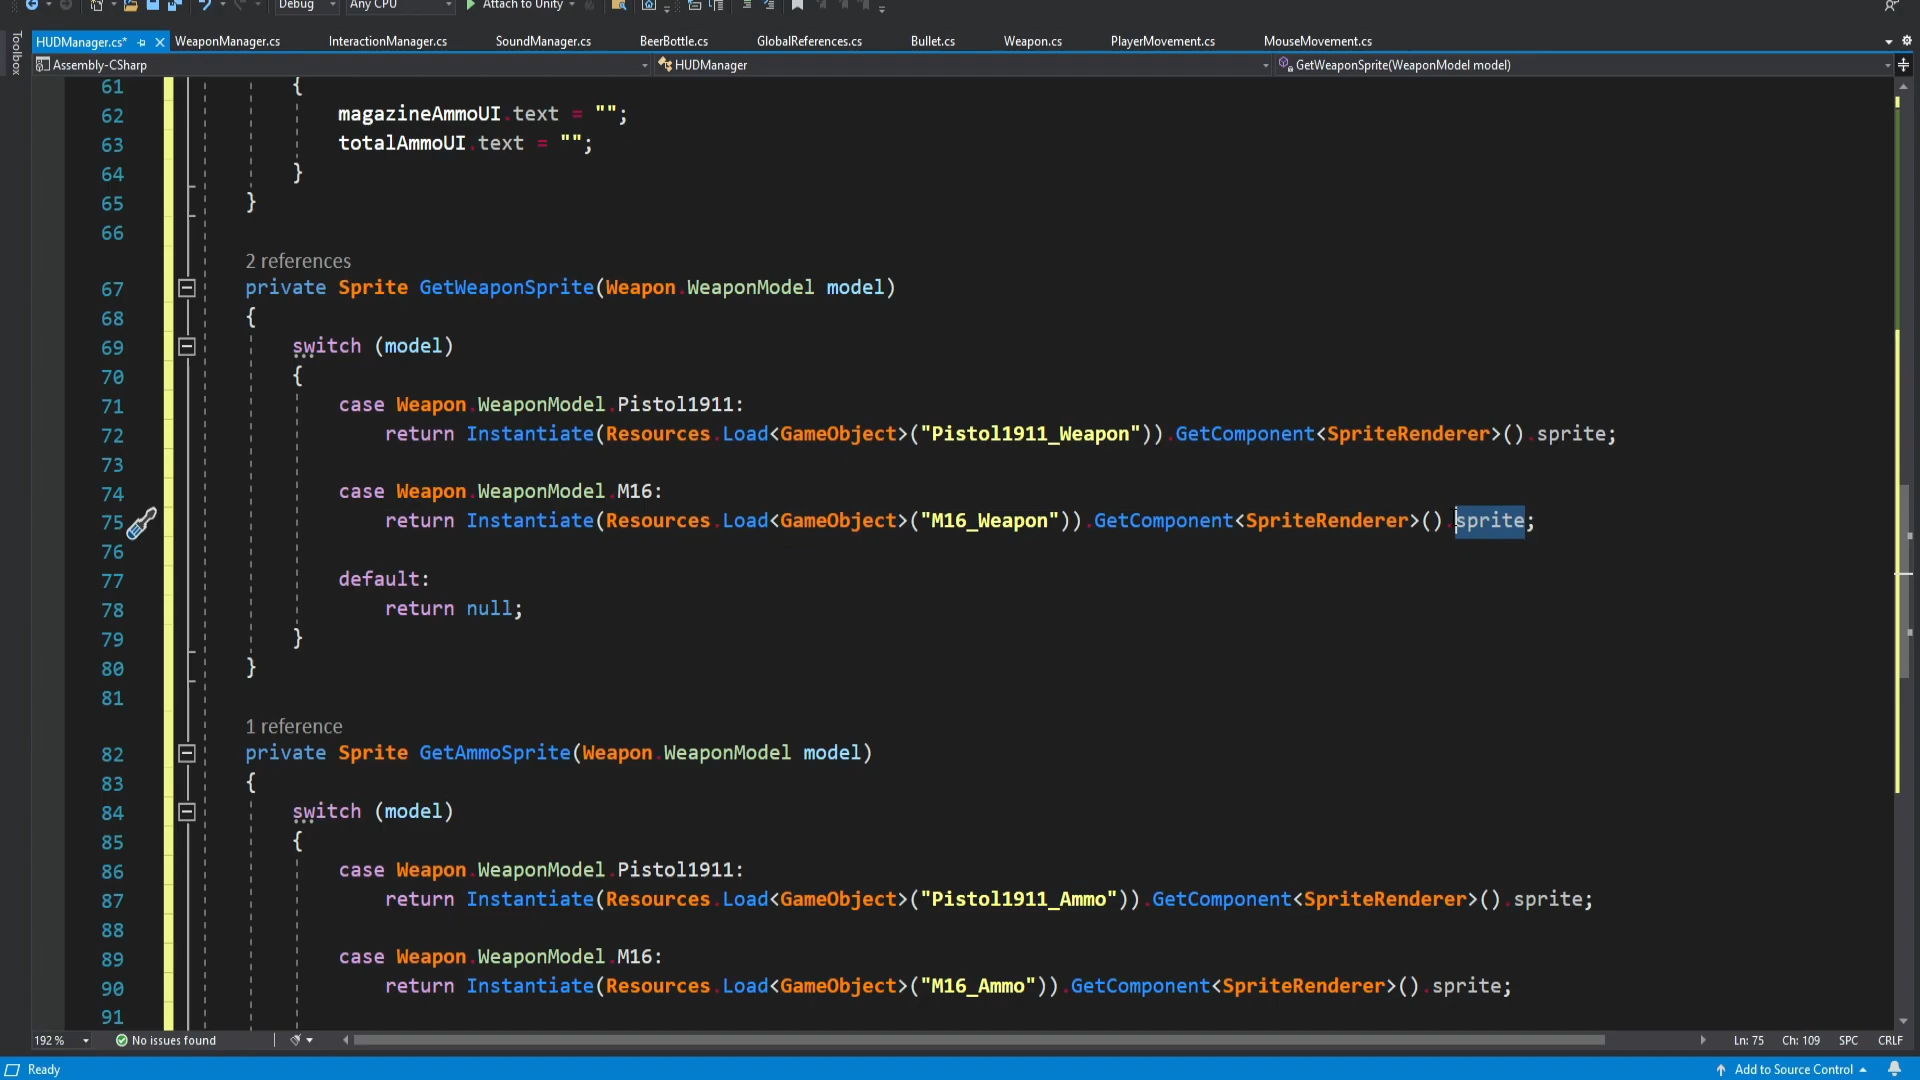 Debug Any CPU Attach to Unity
Toolbox
HUDManager.cs* WeaponManager.cs InteractionManager.cs SoundManager.cs BeerBottle.cs GlobalReferences.cs Bullet.cs Weapon.cs PlayerMovement.cs MouseMovement.cs
Assembly-CSharp HUDManager GetWeaponSprite(WeaponModel model)
61 {
62 magazineAmmoUI.text = "";
63 totalAmmoUI.text = "";
64 }
65 }
66
2 references
67 private Sprite GetWeaponSprite(Weapon.WeaponModel model)
68 {
69 switch (model)
70 {
71 case Weapon.WeaponModel.Pistol1911:
72 return Instantiate(Resources.Load<GameObject>("Pistol1911_Weapon")).GetComponent<SpriteRenderer>().sprite;
73
74 case Weapon.WeaponModel.M16:
75 return Instantiate(Resources.Load<GameObject>("M16_Weapon")).GetComponent<SpriteRenderer>().sprite;
76
77 default:
78 return null;
79 }
80 }
81
1 reference
82 private Sprite GetAmmoSprite(Weapon.WeaponModel model)
83 {
84 switch (model)
85 {
86 case Weapon.WeaponModel.Pistol1911:
87 return Instantiate(Resources.Load<GameObject>("Pistol1911_Ammo")).GetComponent<SpriteRenderer>().sprite;
88
89 case Weapon.WeaponModel.M16:
90 return Instantiate(Resources.Load<GameObject>("M16_Ammo")).GetComponent<SpriteRenderer>().sprite;
91
192 % No issues found Ln: 75 Ch: 109 SPC CRLF
Ready Add to Source Control